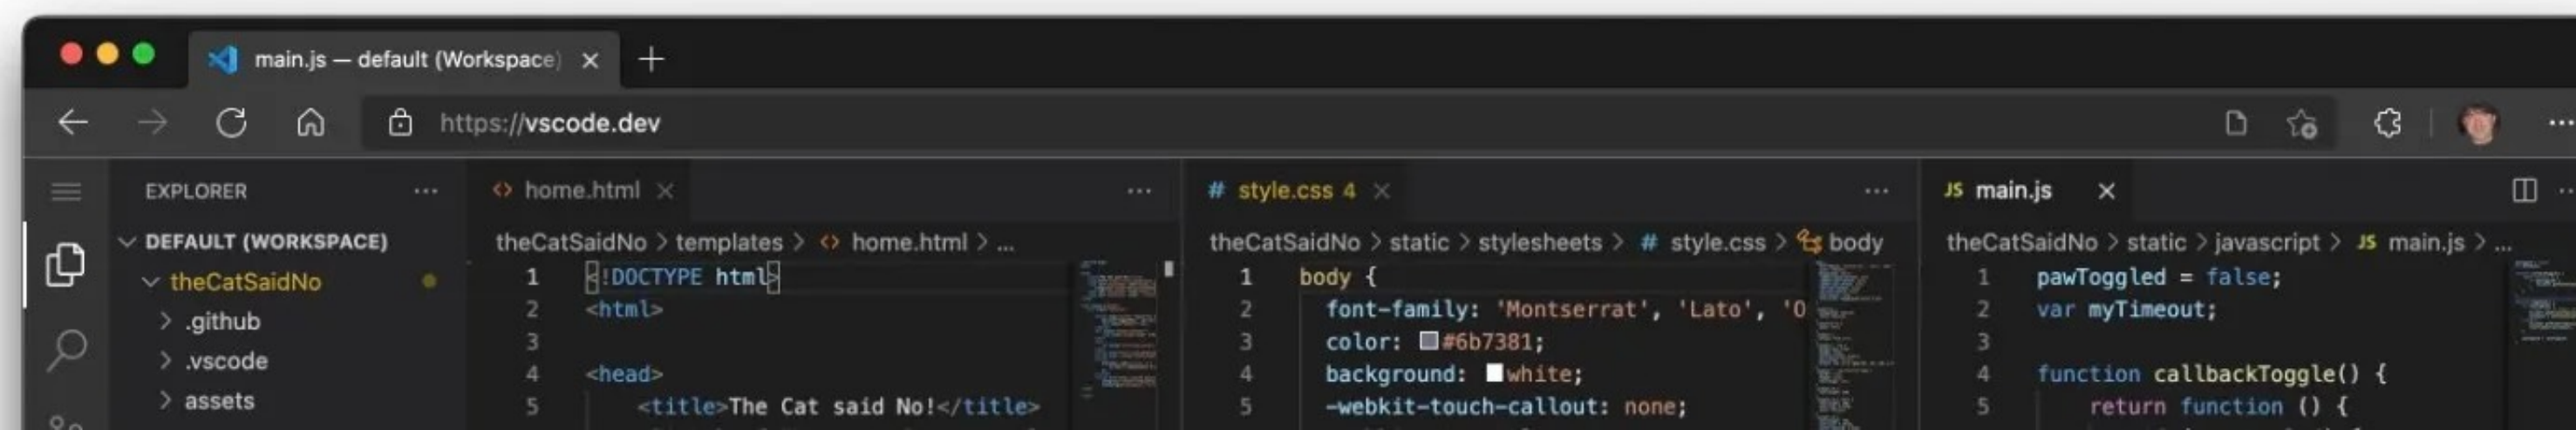 main.js — default (Workspace)
https://vscode.dev
EXPLORER
DEFAULT (WORKSPACE)
theCatSaidNo
.github
.vscode
assets
<> home.html
theCatSaidNo > templates > <> home.html > ...
1 <!DOCTYPE html>
2 <html>
3
4 <head>
5 <title>The Cat said No!</title>
# style.css 4
theCatSaidNo > static > stylesheets > # style.css > body
1 body {
2 font-family: 'Montserrat', 'Lato', 'O
3 color: #6b7381;
4 background: white;
5 -webkit-touch-callout: none;
JS main.js
theCatSaidNo > static > javascript > JS main.js > ...
1 pawToggled = false;
2 var myTimeout;
3
4 function callbackToggle() {
5 return function () {